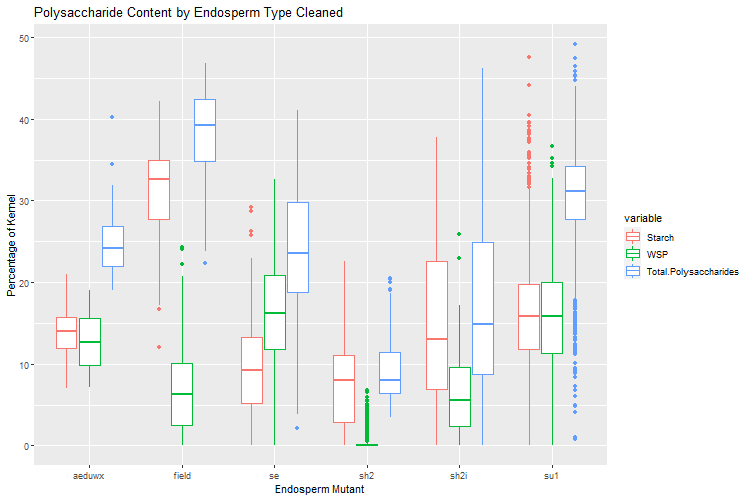 Polysaccharide Content by Endosperm Type Cleaned
50
40
30
20
10
0
Percentage of Kernel
aeduwx field se sh2 sh2i su1
Endosperm Mutant
variable
Starch
WSP
Total.Polysaccharides